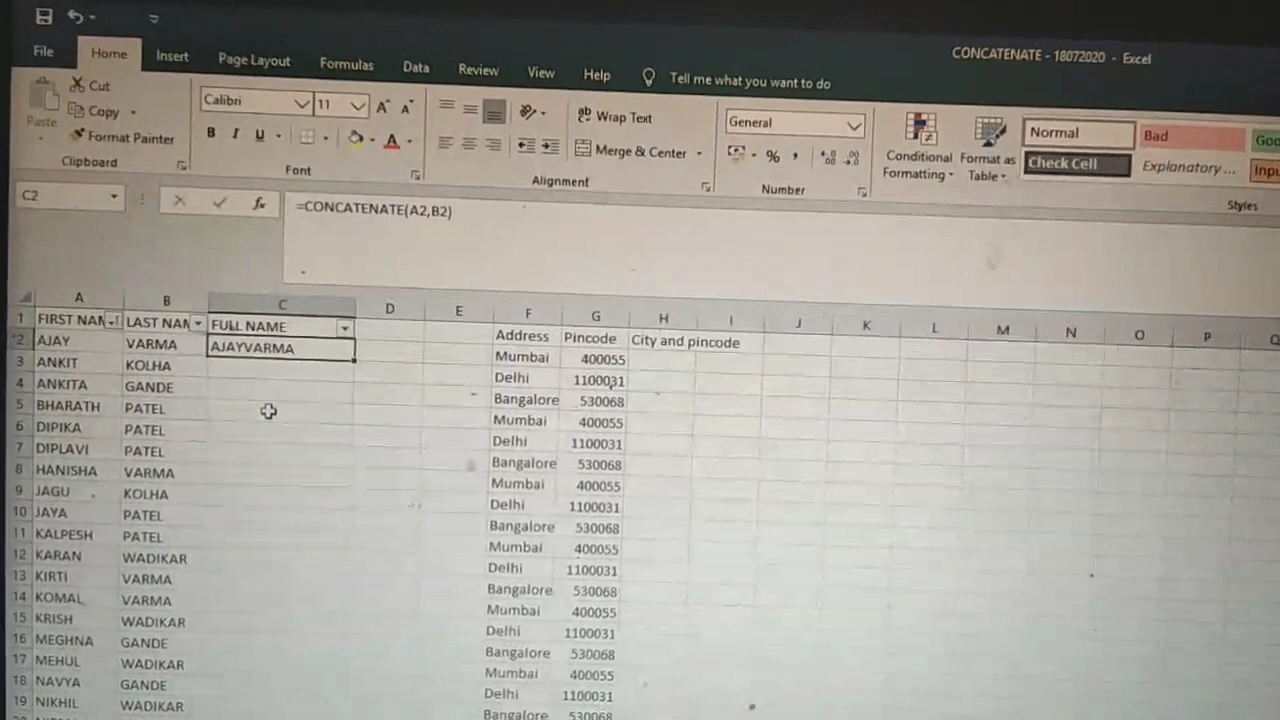 CONCATENATE - 18072020 - Excel
File Home Insert Page Layout Formulas Data Review View Help Tell me what you want to do
Paste
Cut
Copy
Format Painter
Clipboard
Calibri 11
B I U
Font
Wrap Text
Merge & Center
Alignment
General
Number
Conditional Formatting
Format as Table
Normal
Bad
Check Cell
Explanatory ...
Styles
C2 fx =CONCATENATE(A2,B2)
A B C D E F G H I J K L M N O P
1 FIRST NAM LAST NAM FULL NAME Address Pincode City and pincode
2 AJAY VARMA AJAYVARMA Mumbai 400055
3 ANKIT KOLHA Delhi 1100031
4 ANKITA GANDE Bangalore 530068
5 BHARATH PATEL Mumbai 400055
6 DIPIKA PATEL Delhi 1100031
7 DIPLAVI PATEL Bangalore 530068
8 HANISHA VARMA Mumbai 400055
9 JAGU KOLHA Delhi 1100031
10 JAYA PATEL Bangalore 530068
11 KALPESH PATEL Mumbai 400055
12 KARAN WADIKAR Delhi 1100031
13 KIRTI VARMA Bangalore 530068
14 KOMAL VARMA Mumbai 400055
15 KRISH WADIKAR Delhi 1100031
16 MEGHNA GANDE Bangalore 530068
17 MEHUL WADIKAR Mumbai 400055
18 NAVYA GANDE Delhi 1100031
19 NIKHIL WADIKAR Bangalore 530068